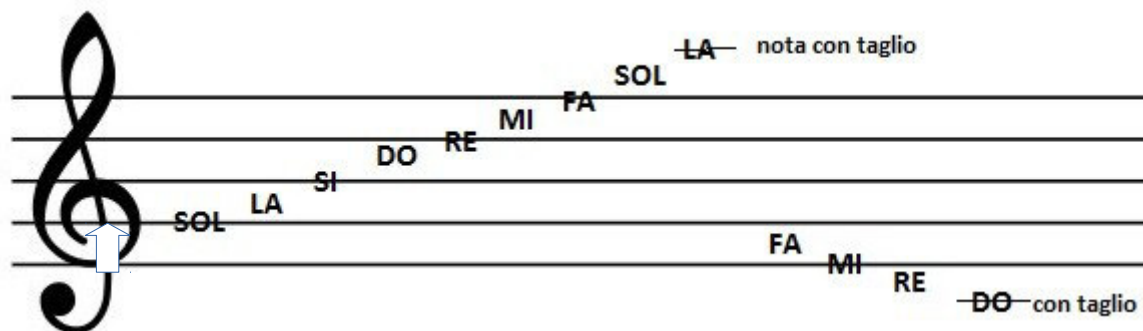 SOL
LA
SI
DO
RE
MI
FA
SOL
LA nota con taglio
FA
MI
RE
DO con taglio